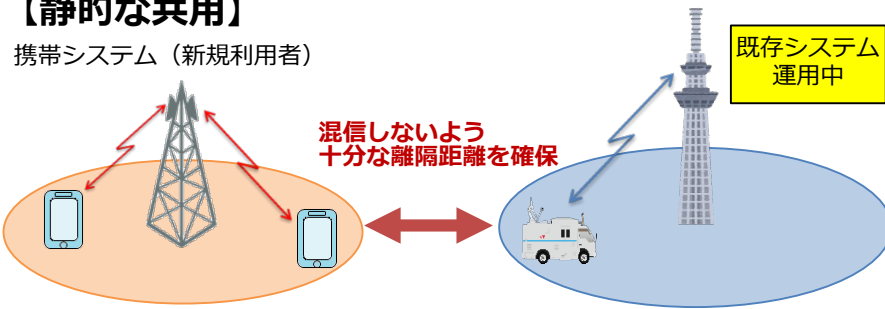 【静的な共用】
携帯システム（新規利用者）
既存システム
運用中
混信しないよう
十分な離隔距離を確保